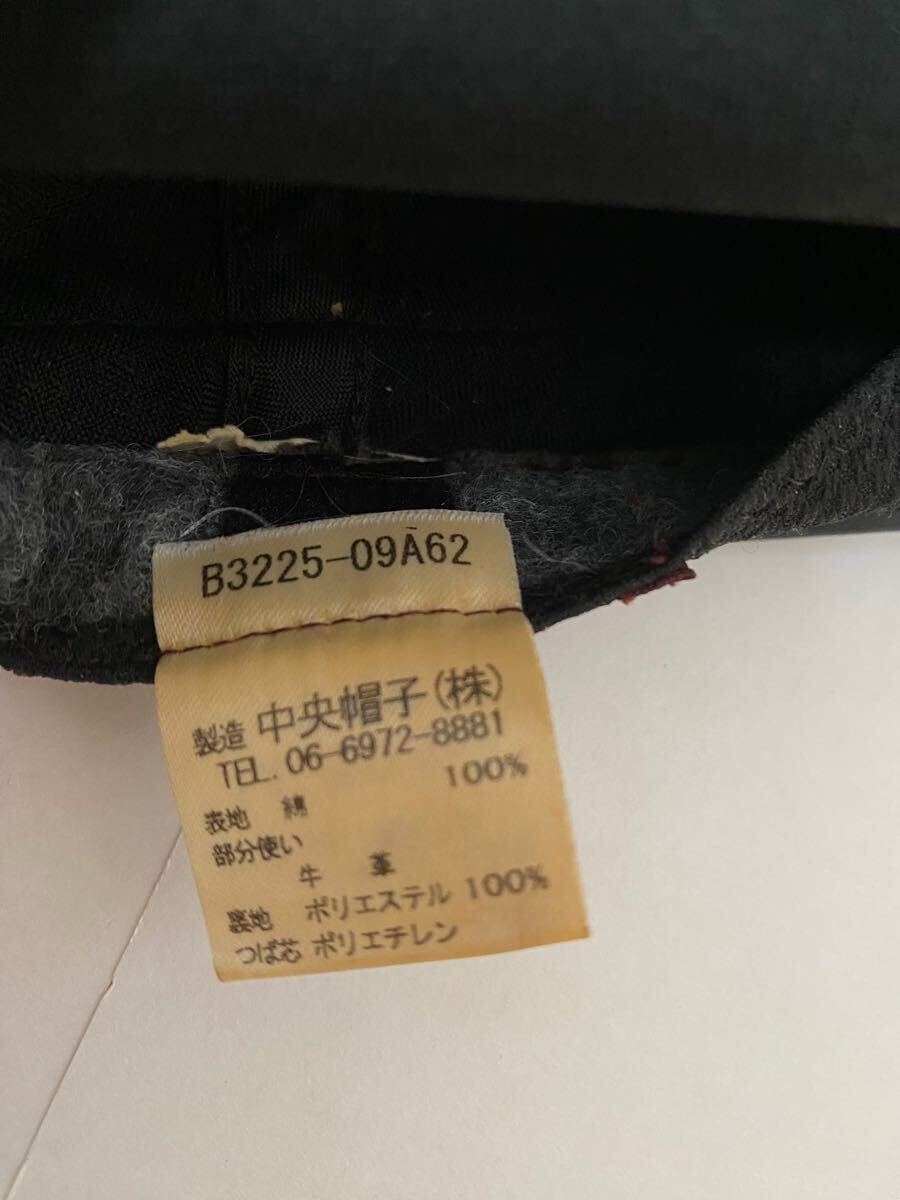 B3225-09A62
製造 中央帽子(株)
TEL. 06-6972-8881
表地 綿 100%
部分使い
牛 革
裏地 ポリエステル 100%
つば芯 ポリエチレン